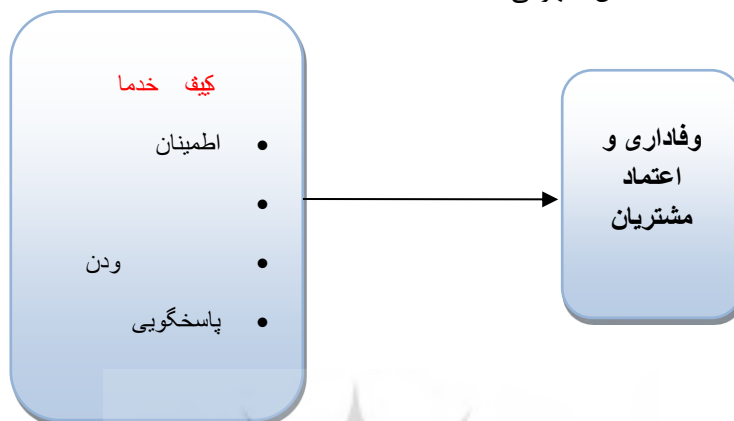 کیف خدما
اطمینان
ودن
پاسخگویی
وفاداری و
اعتماد
مشتریان